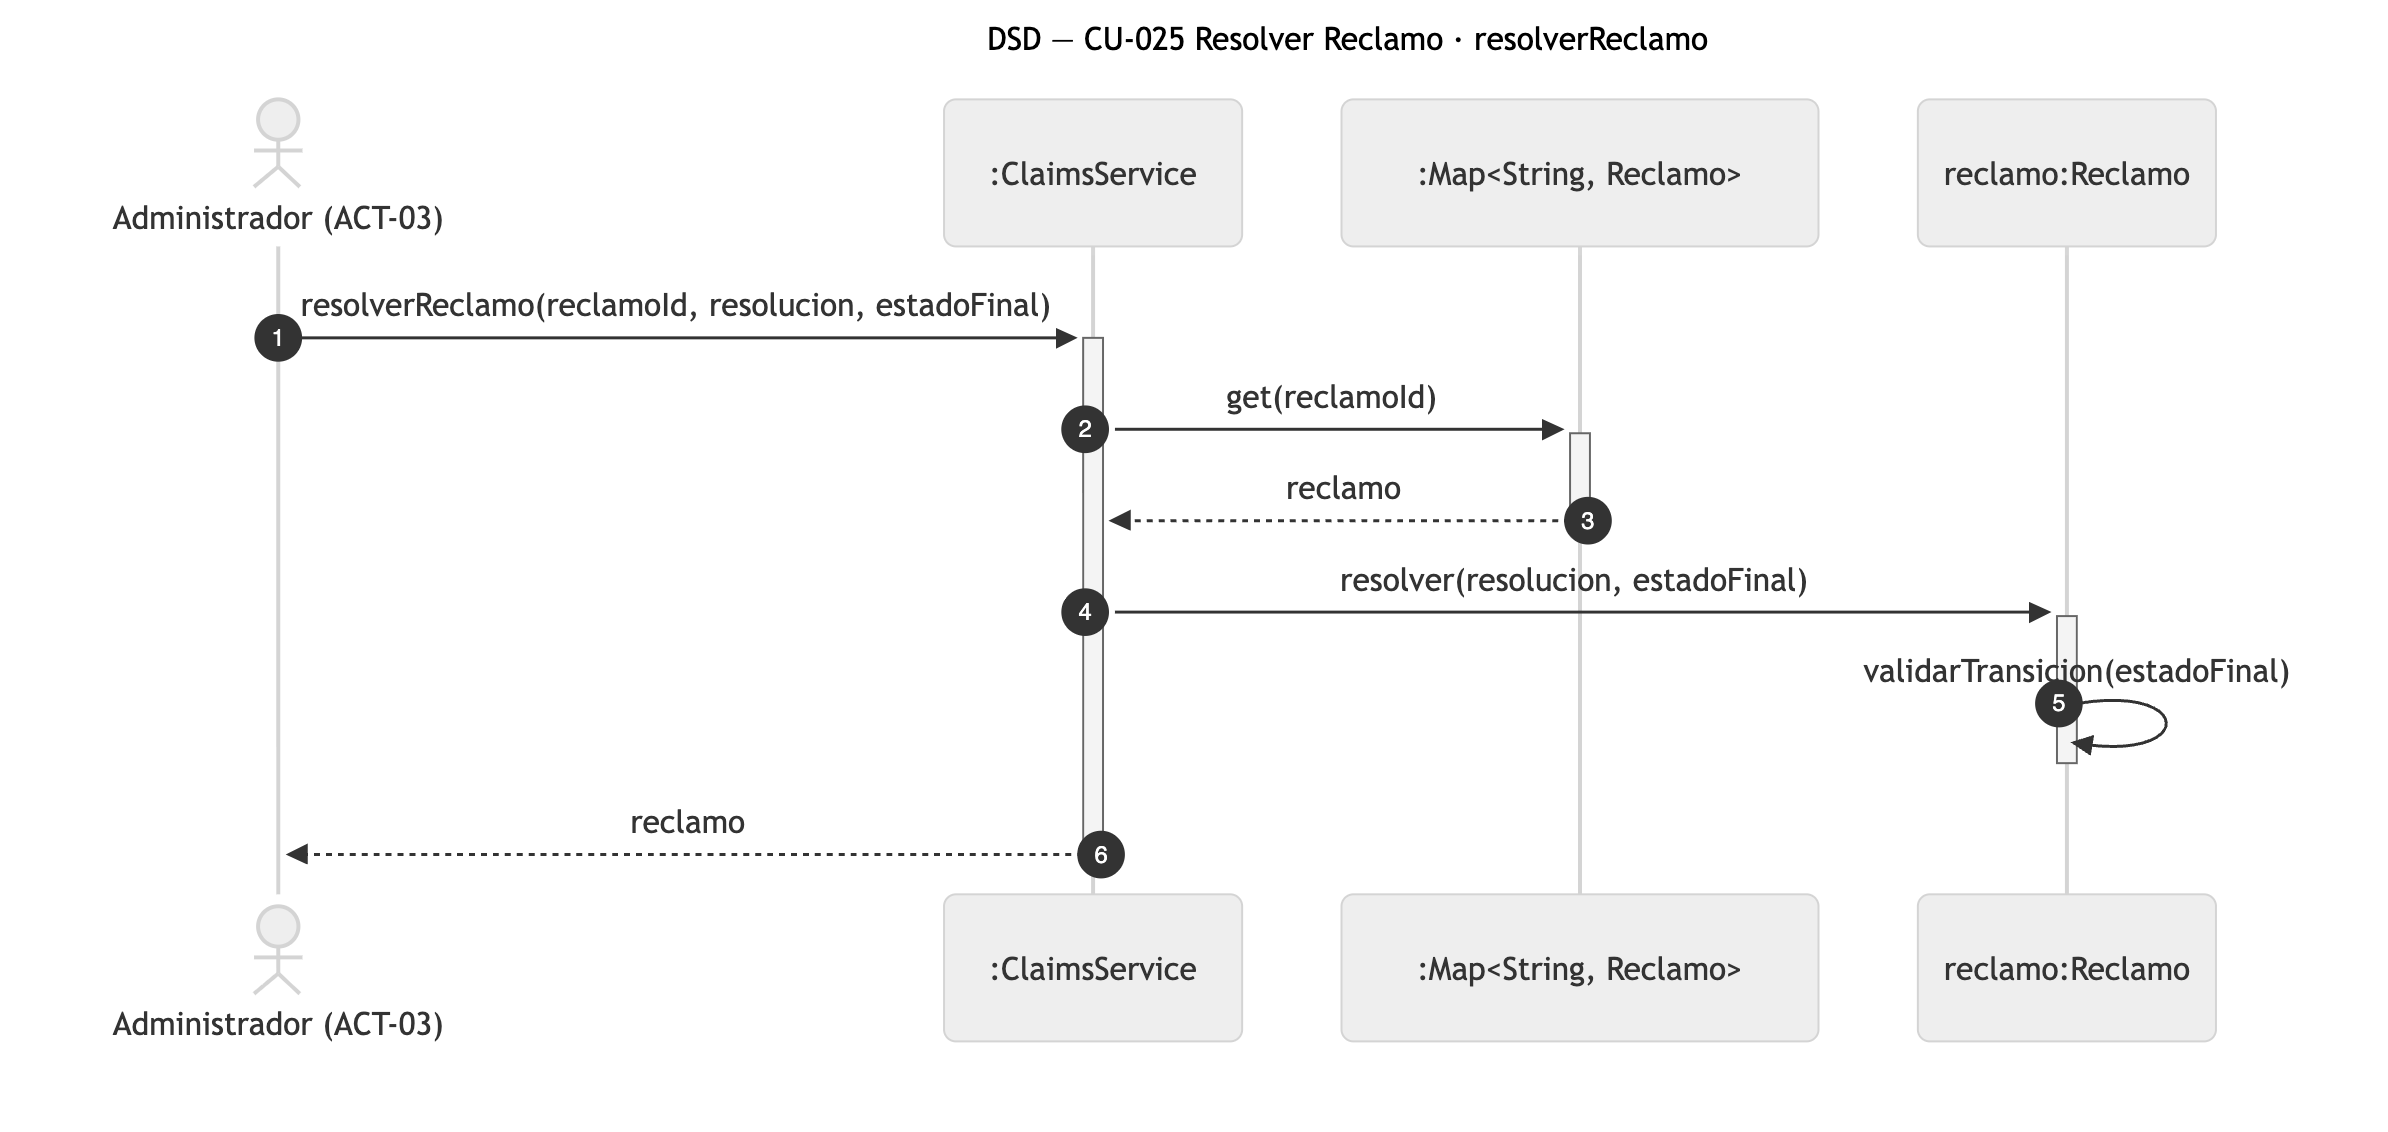 DSD — CU-025 Resolver Reclamo · resolverReclamo
Administrador (ACT-03)
:ClaimsService
:Map<String, Reclamo>
reclamo:Reclamo
resolverReclamo(reclamoId, resolucion, estadoFinal)
1
get(reclamoId)
2
reclamo
3
resolver(resolucion, estadoFinal)
4
validarTransicion(estadoFinal)
5
reclamo
6
Administrador (ACT-03)
:ClaimsService
:Map<String, Reclamo>
reclamo:Reclamo